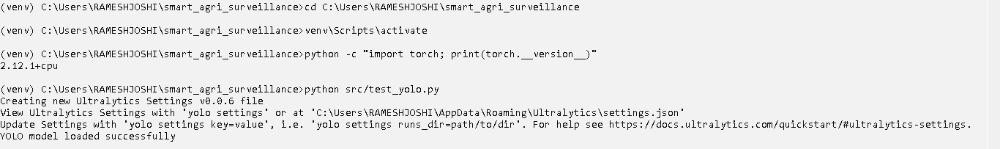 (venv) C:\Users\RAMESHJOSHI\smart_agri_surveillance>cd C:\Users\RAMESHJOSHI\smart_agri_surveillance
(venv) C:\Users\RAMESHJOSHI\smart_agri_surveillance>venv\Scripts\activate
(venv) C:\Users\RAMESHJOSHI\smart_agri_surveillance>python -c "import torch; print(torch.__version__)"
2.12.1+cpu
(venv) C:\Users\RAMESHJOSHI\smart_agri_surveillance>python src/test_yolo.py
Creating new Ultralytics Settings v0.0.6 file
View Ultralytics Settings with 'yolo settings' or at 'C:\Users\RAMESHJOSHI\AppData\Roaming\Ultralytics\settings.json'
Update Settings with 'yolo settings key=value', i.e. 'yolo settings runs_dir=path/to/dir'. For help see https://docs.ultralytics.com/quickstart/#ultralytics-settings.
YOLO model loaded successfully